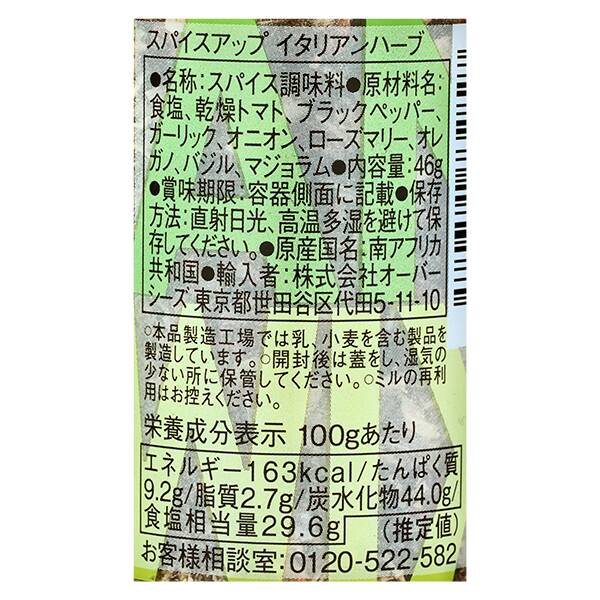 スパイスアップ イタリアンハーブ
●名称:スパイス調味料●原材料名:
食塩、乾燥トマト、ブラックペッパー、
ガーリック、オニオン、ローズマリー、オレ
ガノ、バジル、マジョラム●内容量:46g
●賞味期限:容器側面に記載●保存
方法:直射日光、高温多湿を避けて保
存してください。●原産国名:南アフリカ
共和国●輸入者:株式会社オーバー
シーズ 東京都世田谷区代田5-11-10
○本品製造工場では乳、小麦を含む製品を
製造しています。○開封後は蓋をし、湿気の
少ない所に保管してください。○ミルの再利
用はお控えください。
栄養成分表示 100gあたり
エネルギー163kcal/たんぱく質
9.2g/脂質2.7g/炭水化物44.0g/
食塩相当量29.6g (推定値)
お客様相談室:0120-522-582